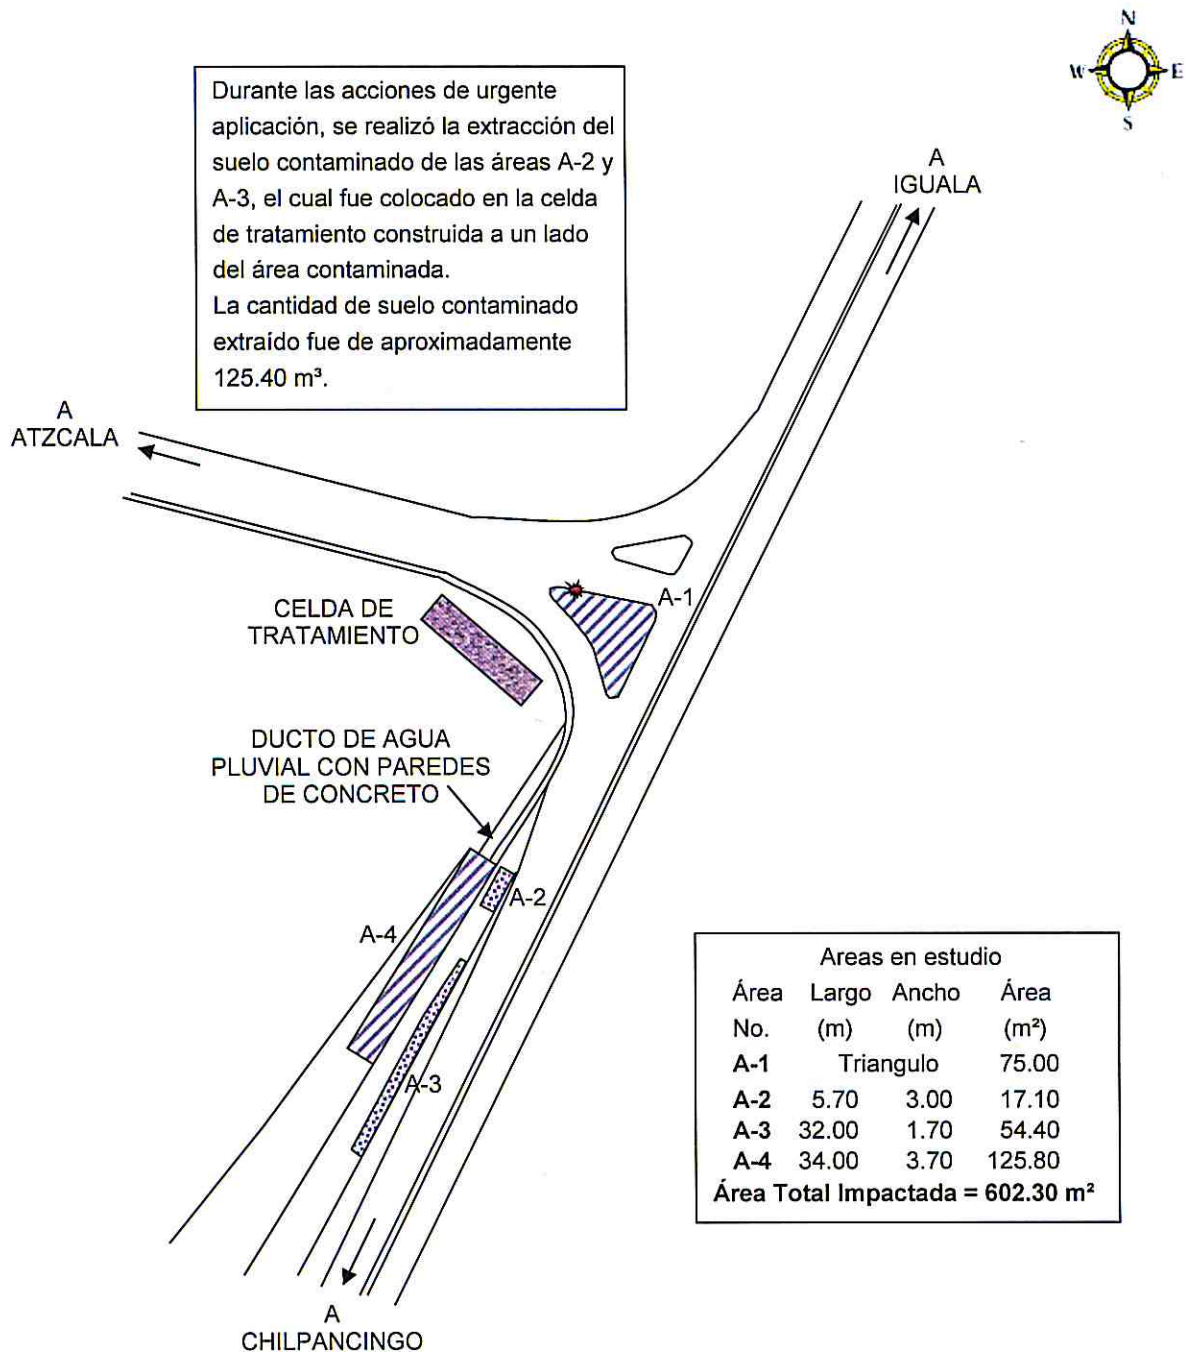 N
W E
S
Durante las acciones de urgente
aplicación, se realizó la extracción del
suelo contaminado de las áreas A-2 y
A-3, el cual fue colocado en la celda
de tratamiento construida a un lado
del área contaminada.
La cantidad de suelo contaminado
extraído fue de aproximadamente
125.40 m³.
A
IGUALA
A
ATZCALA
A-1
CELDA DE
TRATAMIENTO
DUCTO DE AGUA
PLUVIAL CON PAREDES
DE CONCRETO
A-2
A-4
A-3
Areas en estudio
Área Largo Ancho Área
No. (m) (m) (m²)
A-1 Triangulo 75.00
A-2 5.70 3.00 17.10
A-3 32.00 1.70 54.40
A-4 34.00 3.70 125.80
Área Total Impactada = 602.30 m²
A
CHILPANCINGO